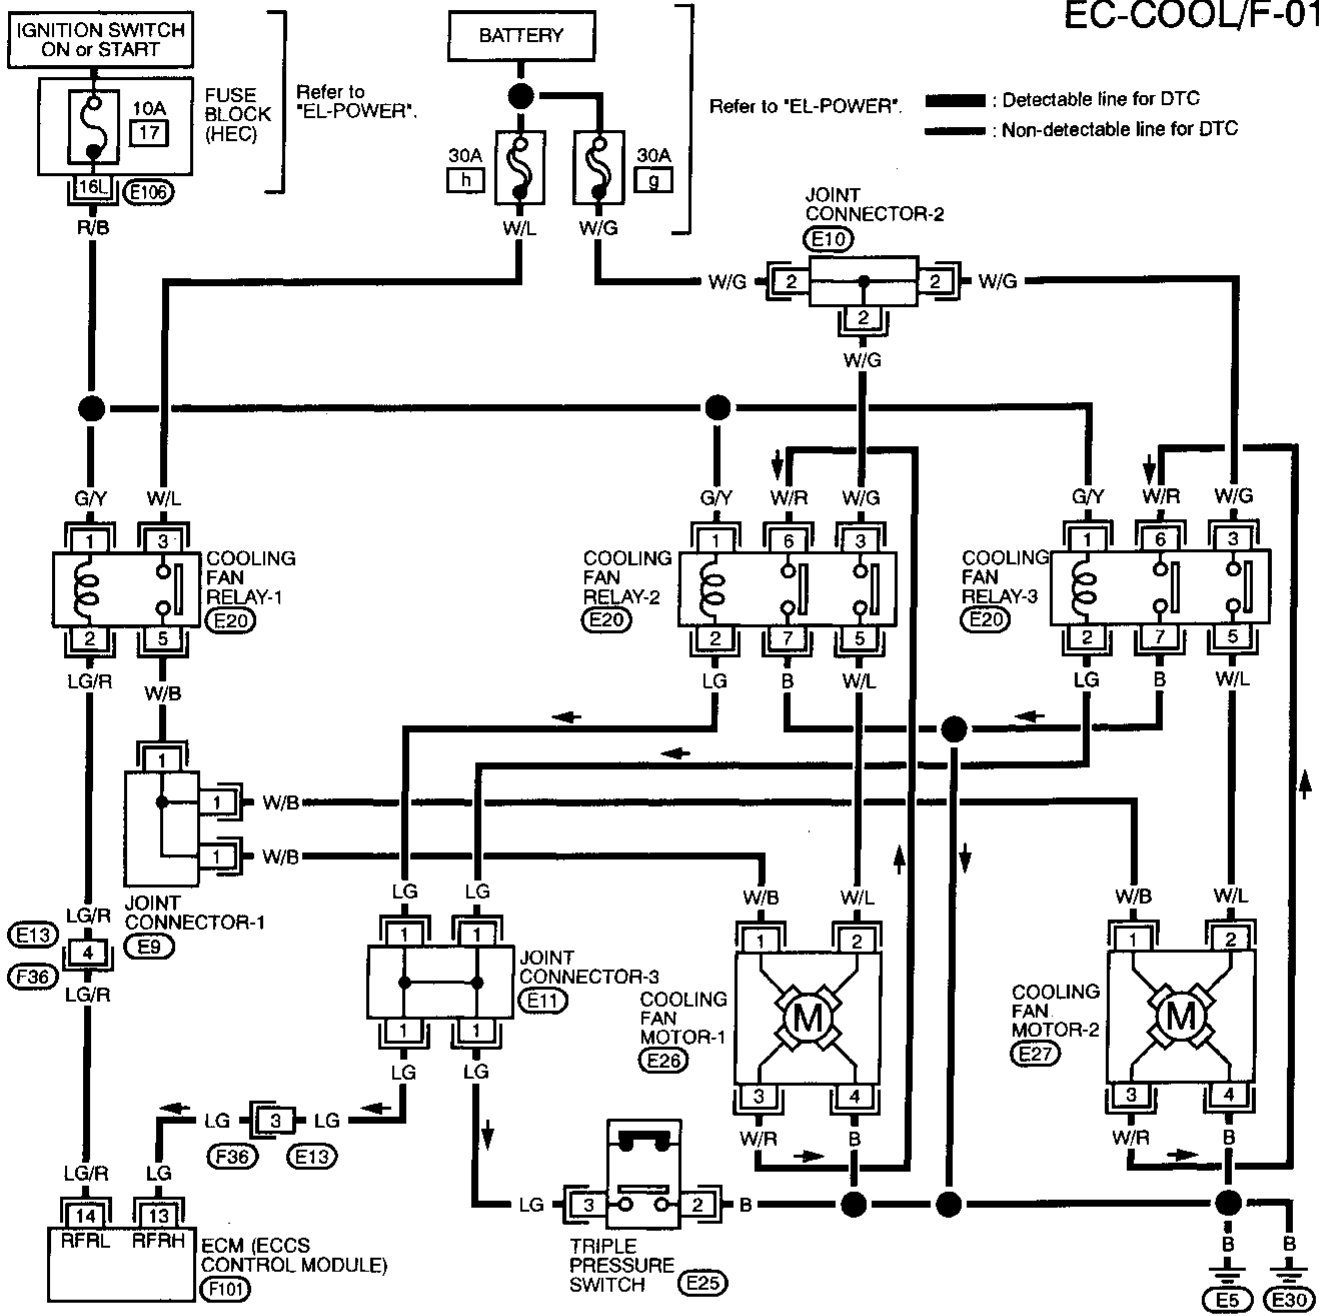 EC-COOL/F-01
IGNITION SWITCH
ON or START
10A
17
FUSE
BLOCK
(HEC)
16L
E106
R/B
Refer to
"EL-POWER".
BATTERY
30A
h
30A
g
W/L
W/G
Refer to "EL-POWER".
: Detectable line for DTC
: Non-detectable line for DTC
JOINT
CONNECTOR-2
E10
W/G
2
2
W/G
2
W/G
G/Y
W/L
1
3
COOLING
FAN
RELAY-1
E20
2
5
LG/R
W/B
G/Y
W/R
W/G
1
6
3
COOLING
FAN
RELAY-2
E20
2
7
5
LG
B
W/L
G/Y
W/R
W/G
1
6
3
COOLING
FAN
RELAY-3
E20
2
7
5
LG
B
W/L
1
1
W/B
1
W/B
JOINT
CONNECTOR-1
E9
LG/R
E13
4
F36
LG/R
LG
LG
1
1
JOINT
CONNECTOR-3
E11
1
1
LG
LG
W/B
W/L
1
2
COOLING
FAN
MOTOR-1
E26
M
3
4
W/R
B
W/B
W/L
1
2
COOLING
FAN
MOTOR-2
E27
M
3
4
W/R
B
LG
3
LG
F36
E13
LG/R
LG
14
13
RFRL
RFRH
ECM (ECCS
CONTROL MODULE)
F101
LG
3
2
B
TRIPLE
PRESSURE
SWITCH
E25
B
B
E5
E30